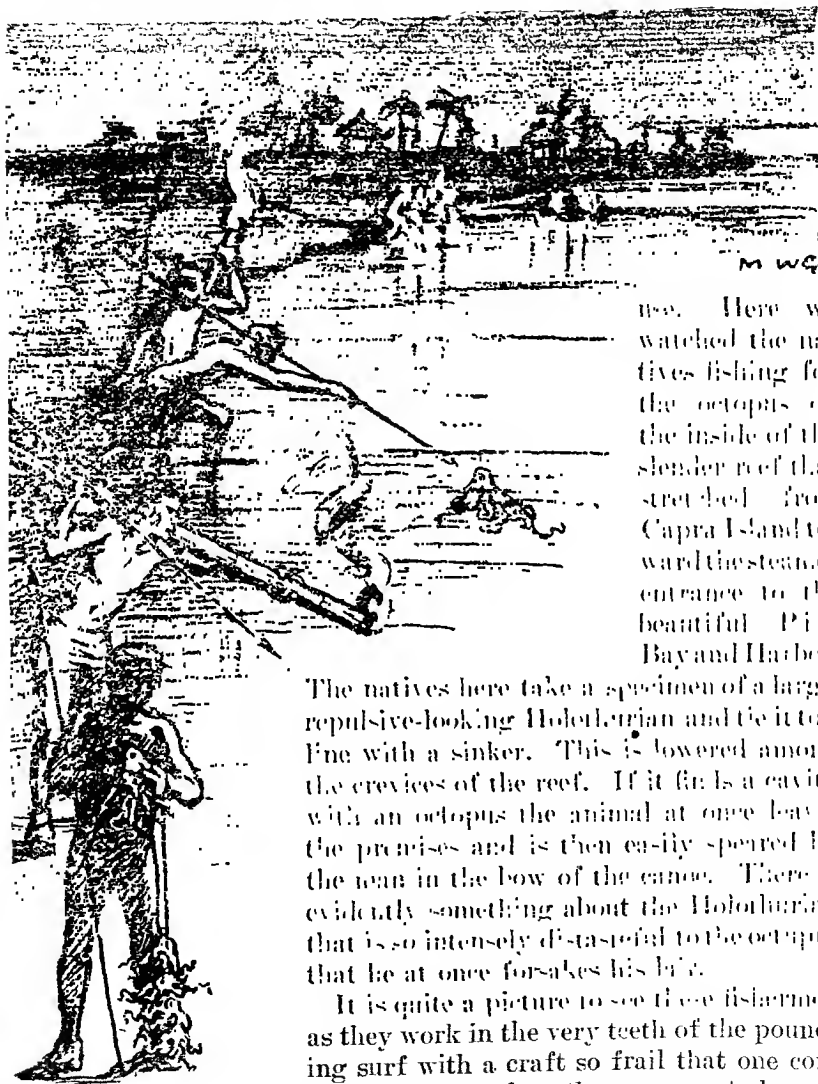 M WG
use. Here w
watched the na
tives fishing fo
the octopus o
the inside of th
slender reef tha
stretched fro
Capra Island to
ward the steam
entrance to th
beautiful Pi
Bay and Harbo
The natives here take a specimen of a larg
repulsive-looking Holothurian and tie it to
line with a sinker. This is lowered amon
the crevices of the reef. If it finds a cavit
with an octopus the animal at once leav
the premises and is then easily speared b
the man in the bow of the canoe. There
evidently something about the Holothuria
that is so intensely distasteful to the octopu
that he at once forsakes his lair.
It is quite a picture to see these fisherme
as they work in the very teeth of the pound
ing surf with a craft so frail that one con